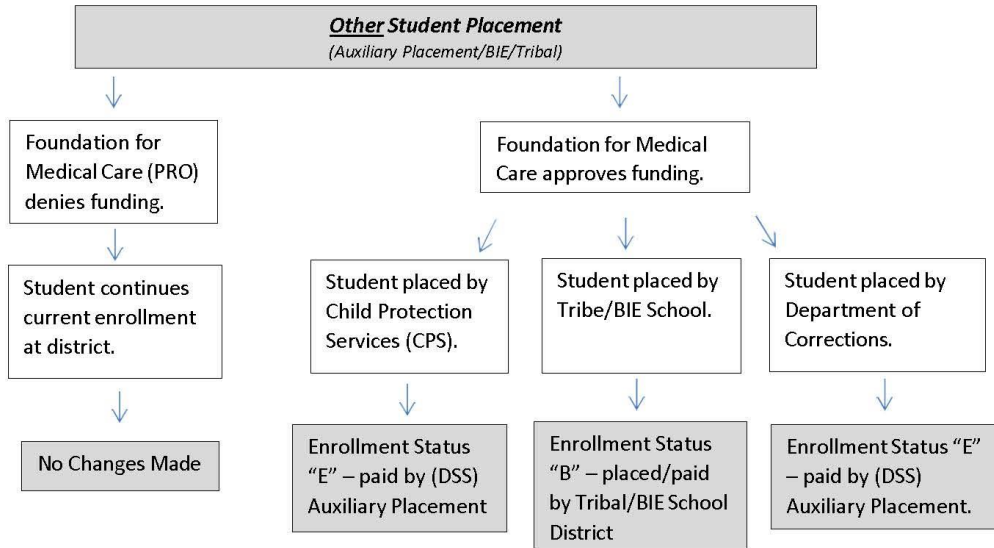 Other Student Placement
(Auxiliary Placement/BIE/Tribal)
Foundation for
Medical Care (PRO)
denies funding.
Foundation for Medical
Care approves funding.
Student continues
current enrollment
at district.
Student placed by
Child Protection
Services (CPS).
Student placed by
Tribe/BIE School.
Student placed by
Department of
Corrections.
No Changes Made
Enrollment Status
“E” – paid by (DSS)
Auxiliary Placement
Enrollment Status
“B” – placed/paid
by Tribal/BIE School
District
Enrollment Status “E”
– paid by (DSS)
Auxiliary Placement.